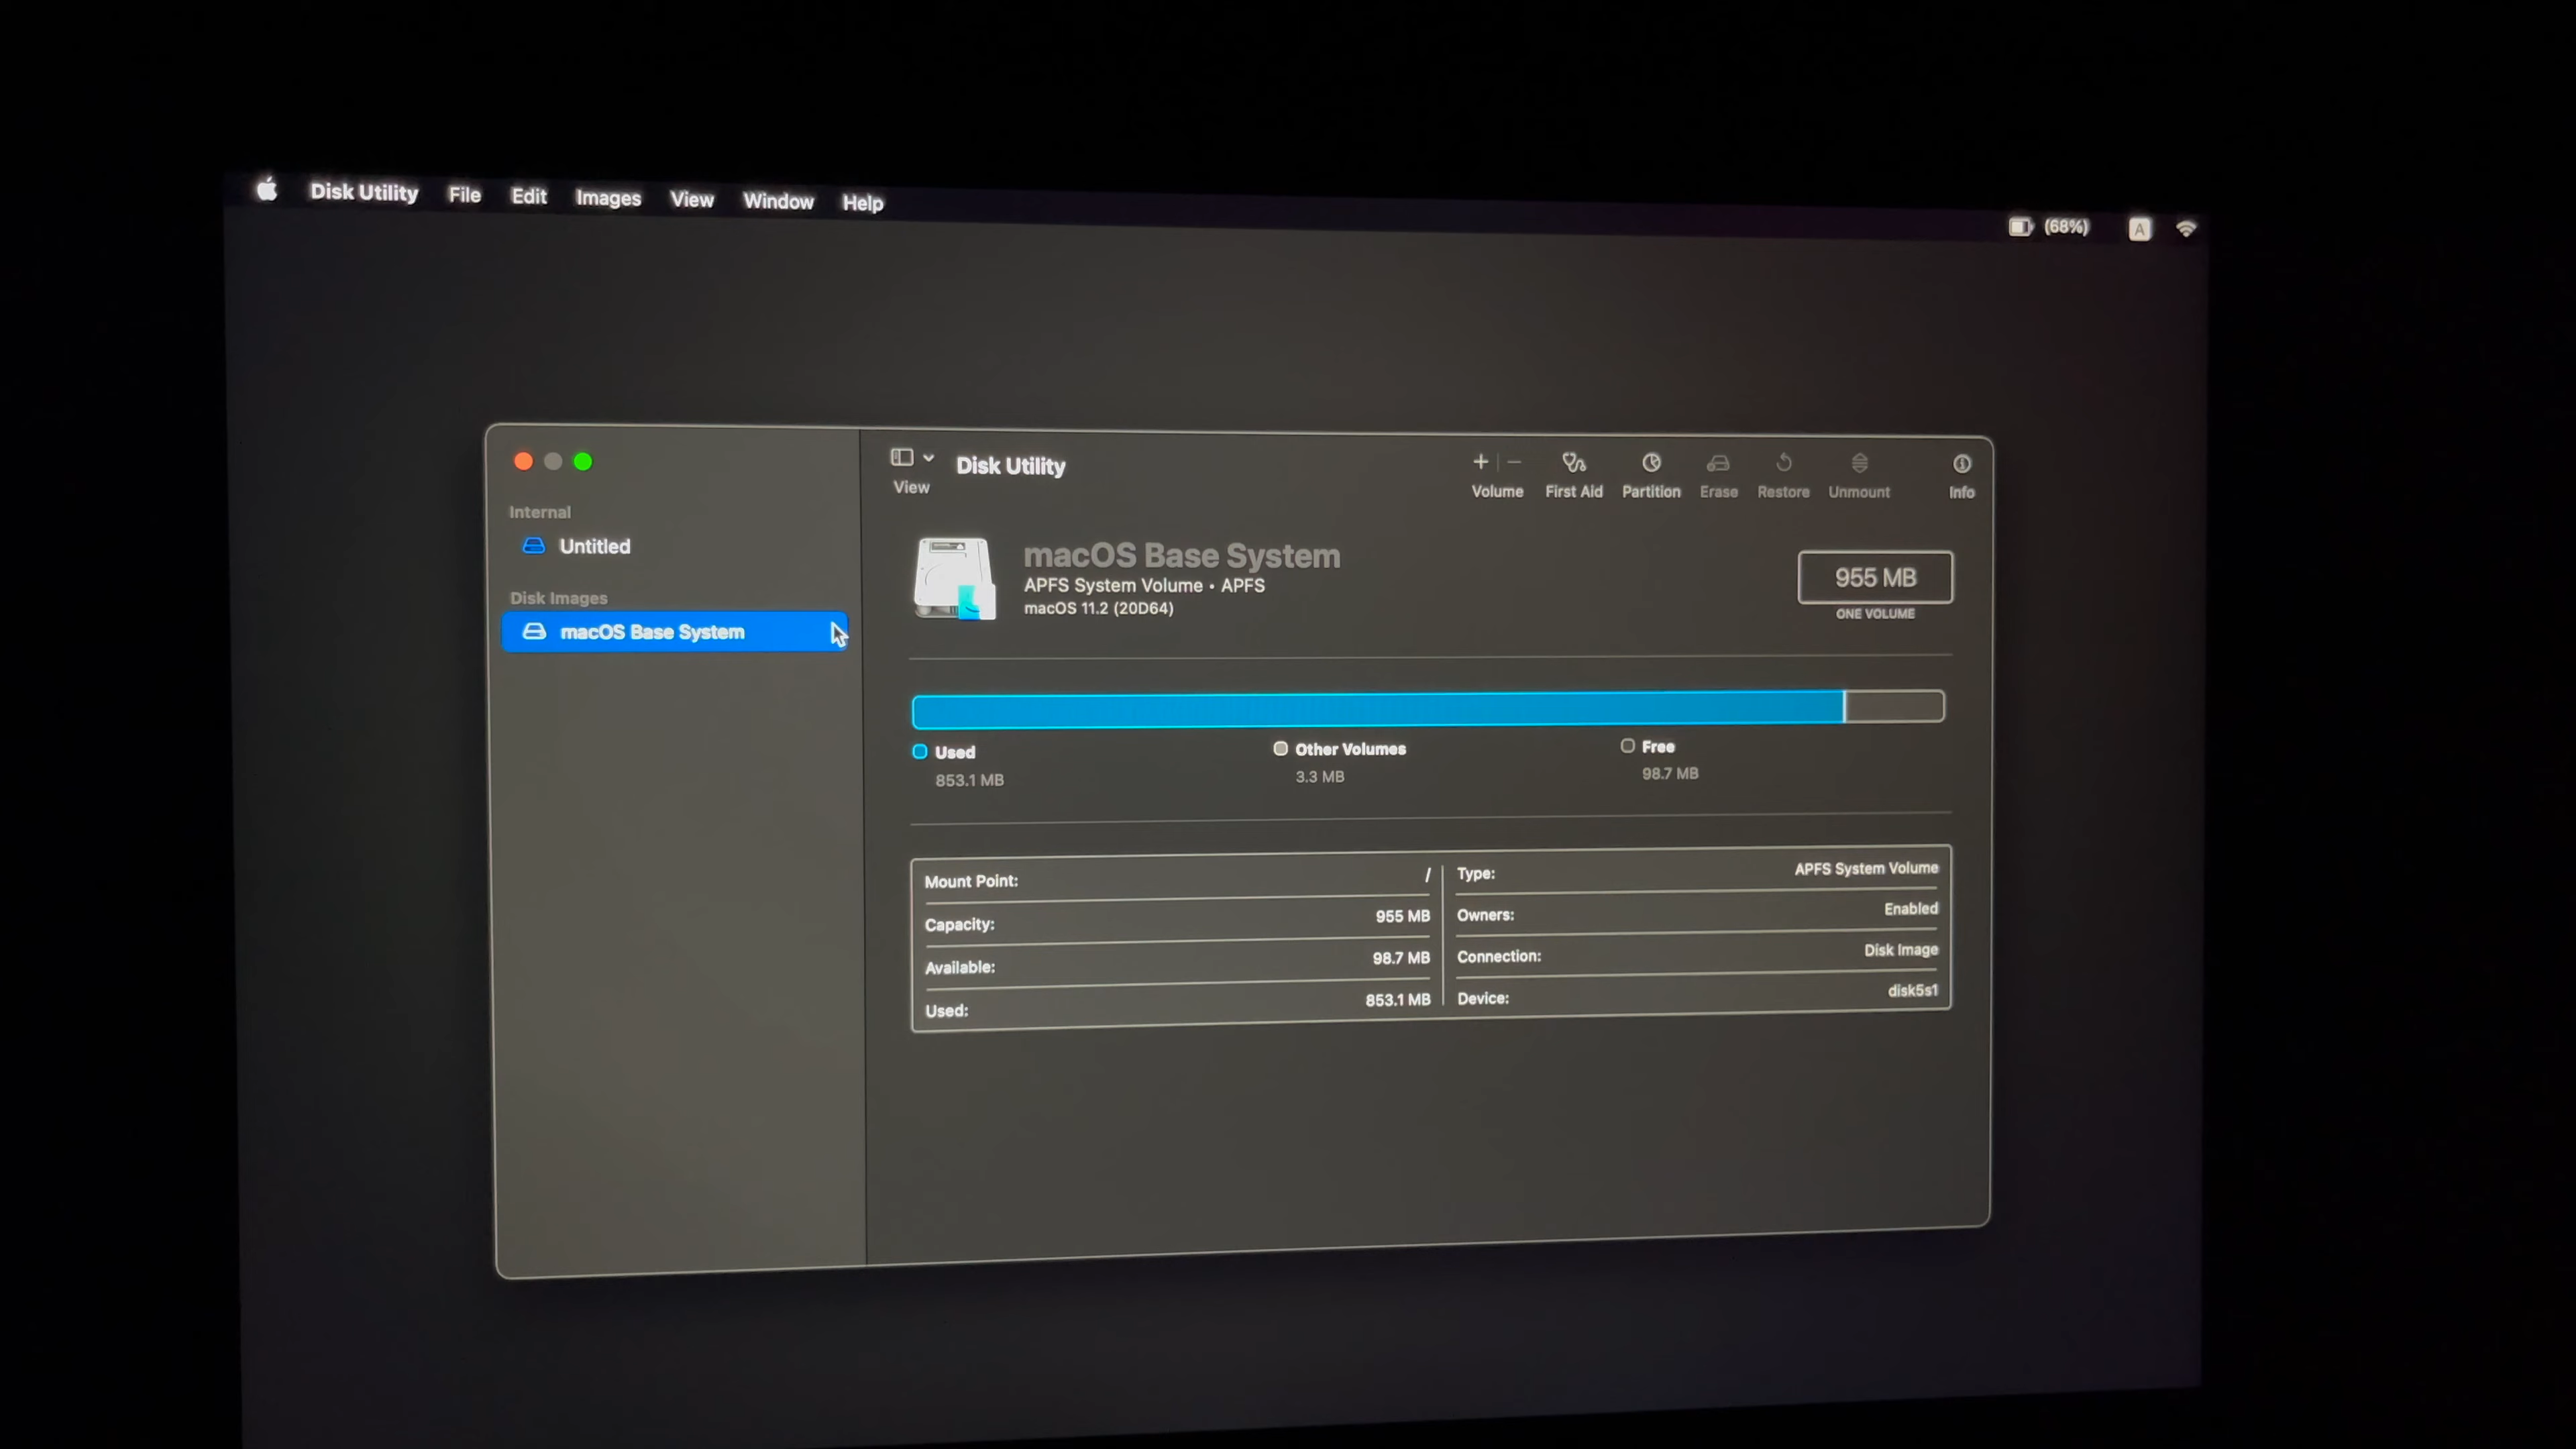 Disk Utility File Edit Images View Window Help
(68%) A
View Disk Utility
Volume First Aid Partition Erase Restore Unmount Info
Internal
Untitled
Disk Images
macOS Base System
macOS Base System
APFS System Volume • APFS
macOS 11.2 (20D64)
955 MB
ONE VOLUME
Used
853.1 MB
Other Volumes
3.3 MB
Free
98.7 MB
Mount Point: /
Capacity: 955 MB
Available: 98.7 MB
Used: 853.1 MB
Type: APFS System Volume
Owners: Enabled
Connection: Disk Image
Device: disk5s1